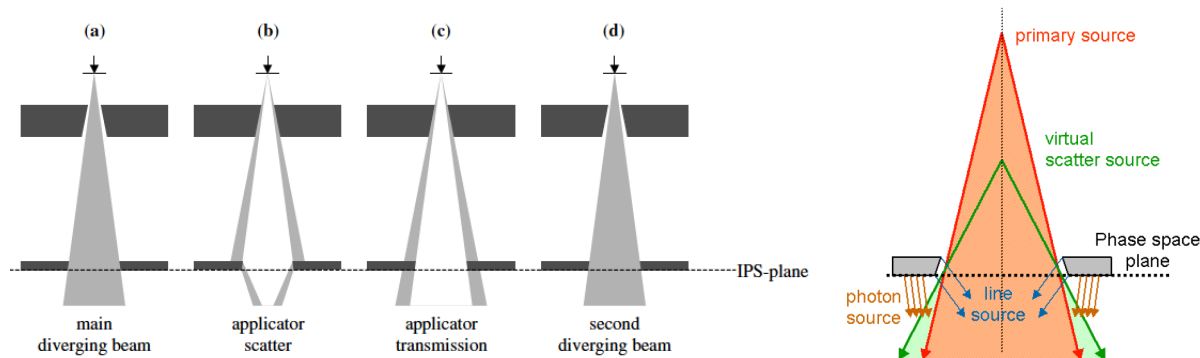 (a)
(b)
(c)
(d)
IPS-plane
main
diverging beam
applicator
scatter
applicator
transmission
second
diverging beam
primary source
virtual
scatter source
Phase space
plane
photon
source
line
source